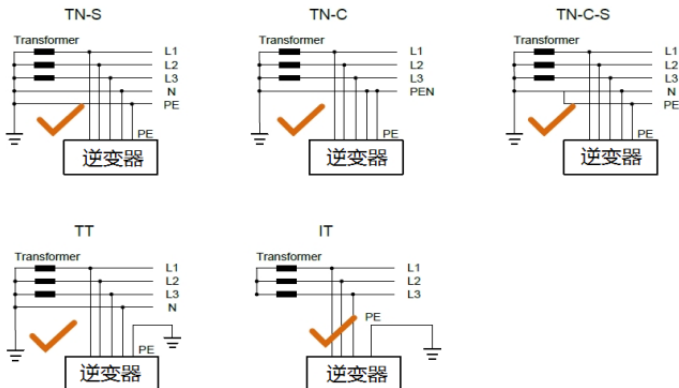 TN-S
Transformer
L1
L2
L3
N
PE
PE
逆变器
TN-C
Transformer
L1
L2
L3
PEN
PE
逆变器
TN-C-S
Transformer
L1
L2
L3
N
PE
PE
逆变器
TT
Transformer
L1
L2
L3
N
PE
逆变器
IT
Transformer
L1
L2
L3
PE
逆变器